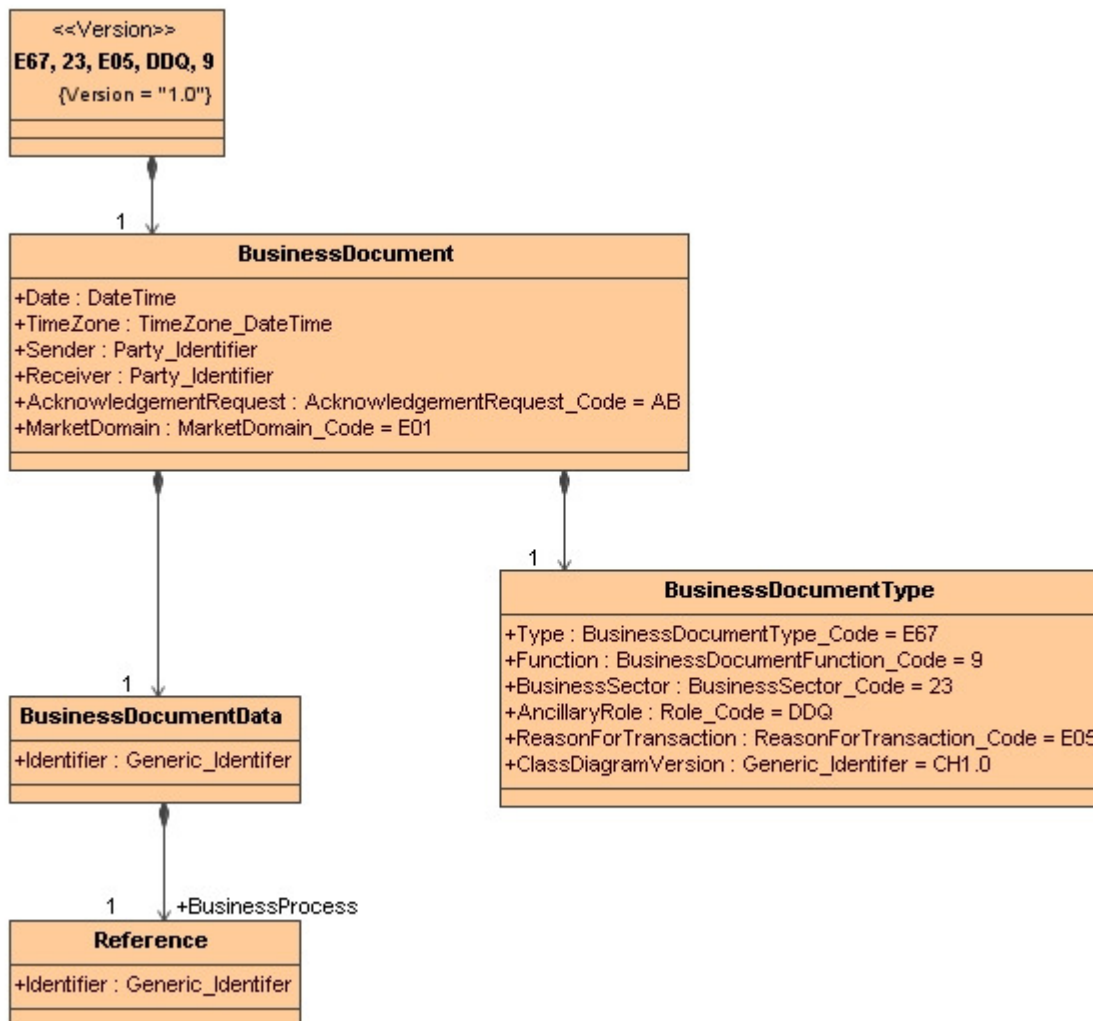 <<Version>>
E67, 23, E05, DDQ, 9
{Version = "1.0"}
1
BusinessDocument
+Date : DateTime
+TimeZone : TimeZone_DateTime
+Sender : Party_Identifier
+Receiver : Party_Identifier
+AcknowledgementRequest : AcknowledgementRequest_Code = AB
+MarketDomain : MarketDomain_Code = E01
1
BusinessDocumentType
+Type : BusinessDocumentType_Code = E67
+Function : BusinessDocumentFunction_Code = 9
+BusinessSector : BusinessSector_Code = 23
+AncillaryRole : Role_Code = DDQ
+ReasonForTransaction : ReasonForTransaction_Code = E05
+ClassDiagramVersion : Generic_Identifer = CH1.0
1
BusinessDocumentData
+Identifier : Generic_Identifer
1 +BusinessProcess
Reference
+Identifier : Generic_Identifer